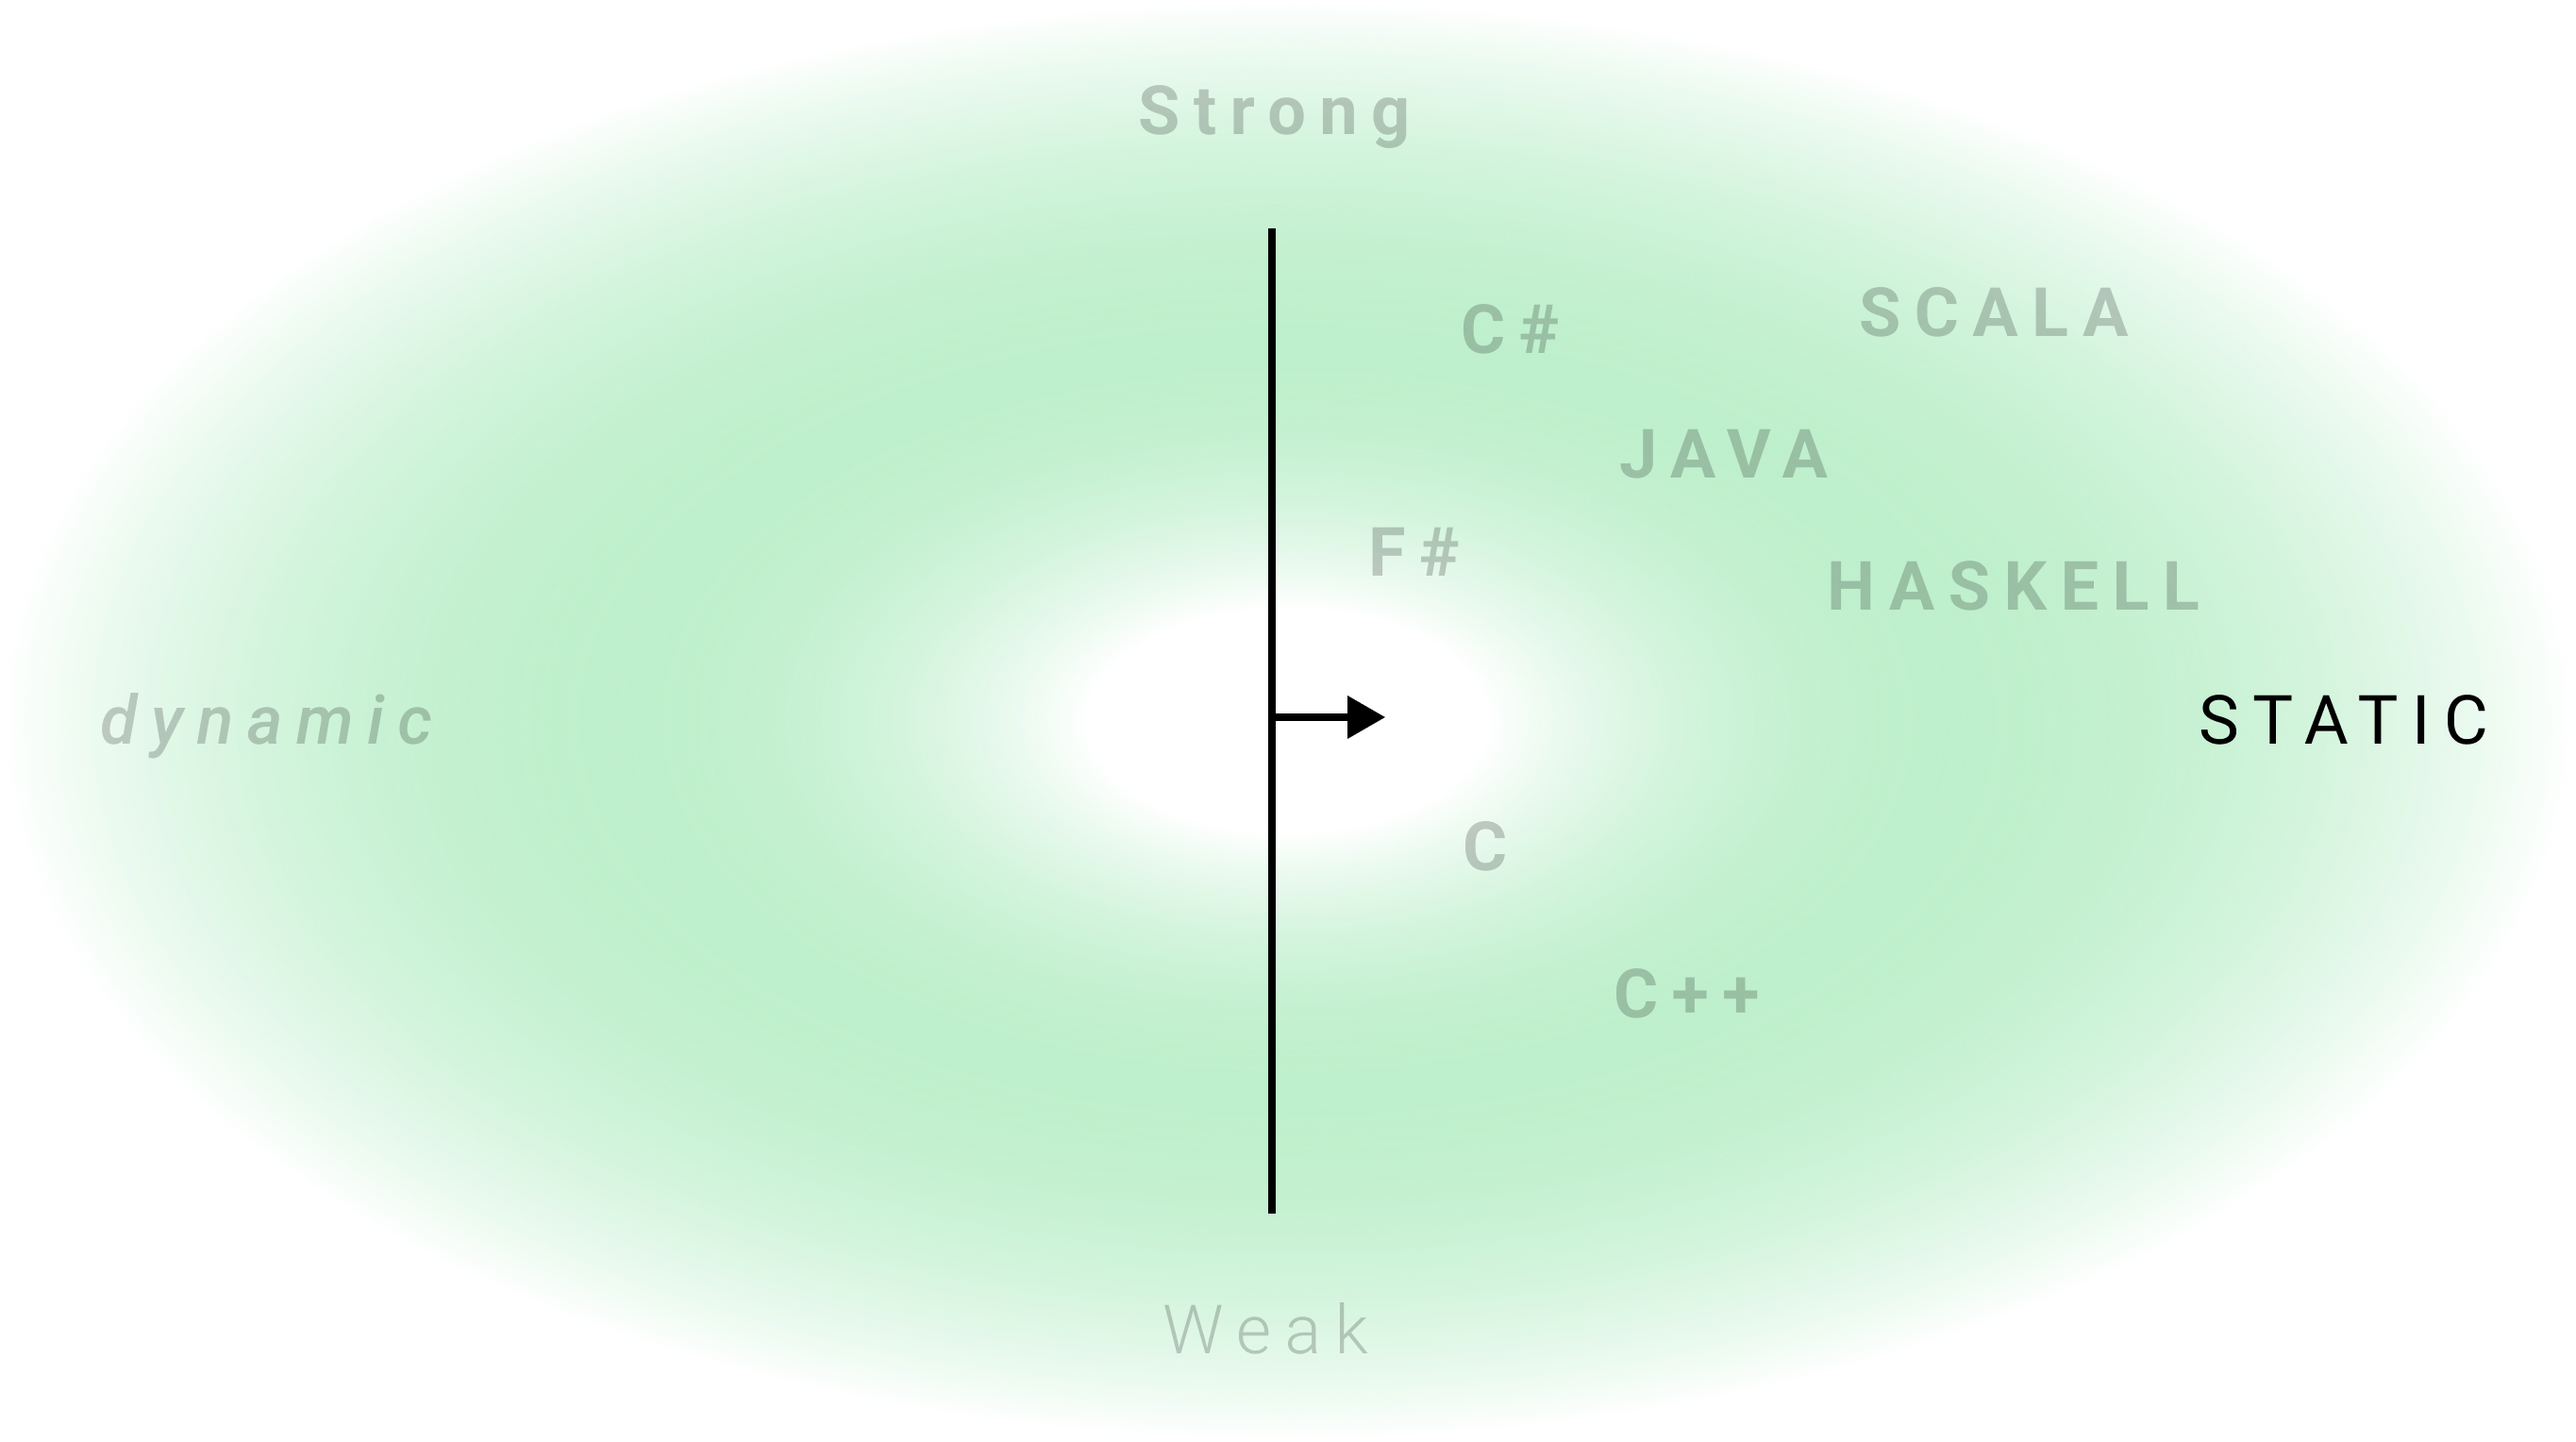 Strong
C#
SCALA
JAVA
F#
HASKELL
dynamic
STATIC
C
C++
Weak